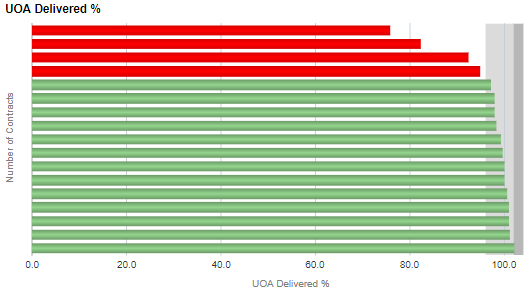 UOA Delivered %
Number of Contracts
0.0 20.0 40.0 60.0 80.0 100.0
UOA Delivered %